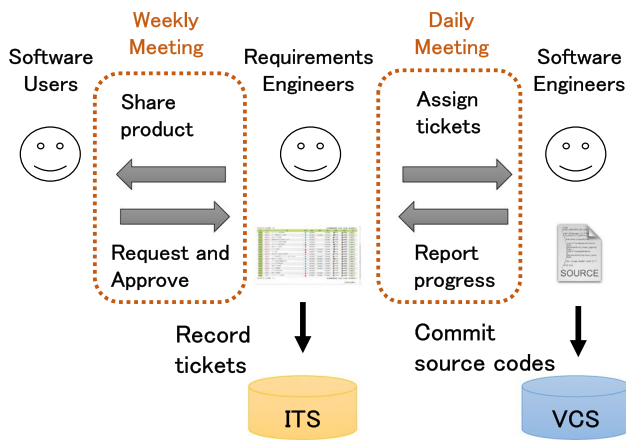 Weekly
Meeting
Daily
Meeting
Software
Users
Requirements
Engineers
Software
Engineers
Share
product
Assign
tickets
Request and
Approve
Report
progress
SOURCE
Record
tickets
Commit
source codes
ITS
VCS